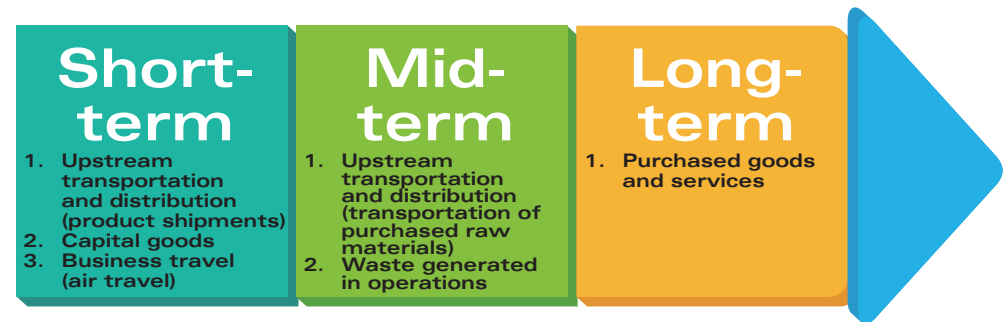 Short-
term
1. Upstream
transportation
and distribution
(product shipments)
2. Capital goods
3. Business travel
(air travel)
Mid-
term
1. Upstream
transportation
and distribution
(transportation of
purchased raw
materials)
2. Waste generated
in operations
Long-
term
1. Purchased goods
and services